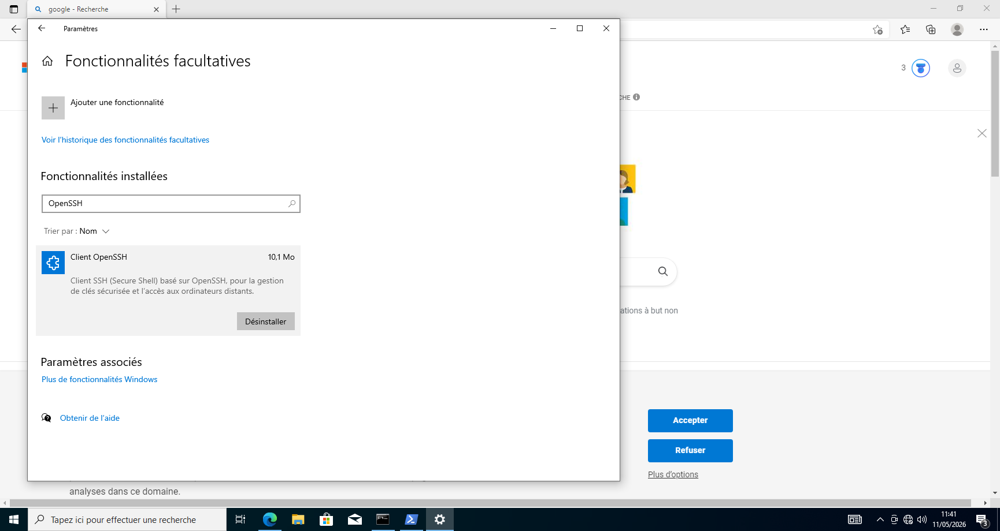 google - Recherche
Paramètres
Fonctionnalités facultatives
3
Ajouter une fonctionnalité
CHE
Voir l'historique des fonctionnalités facultatives
Fonctionnalités installées
OpenSSH
Trier par : Nom
Client OpenSSH
10,1 Mo
Client SSH (Secure Shell) basé sur OpenSSH, pour la gestion
de clés sécurisée et l'accès aux ordinateurs distants.
ations à but non
Désinstaller
Paramètres associés
Plus de fonctionnalités Windows
Obtenir de l'aide
Accepter
Refuser
Plus d'options
analyses dans ce domaine.
Tapez ici pour effectuer une recherche
11:41
11/05/2026
3